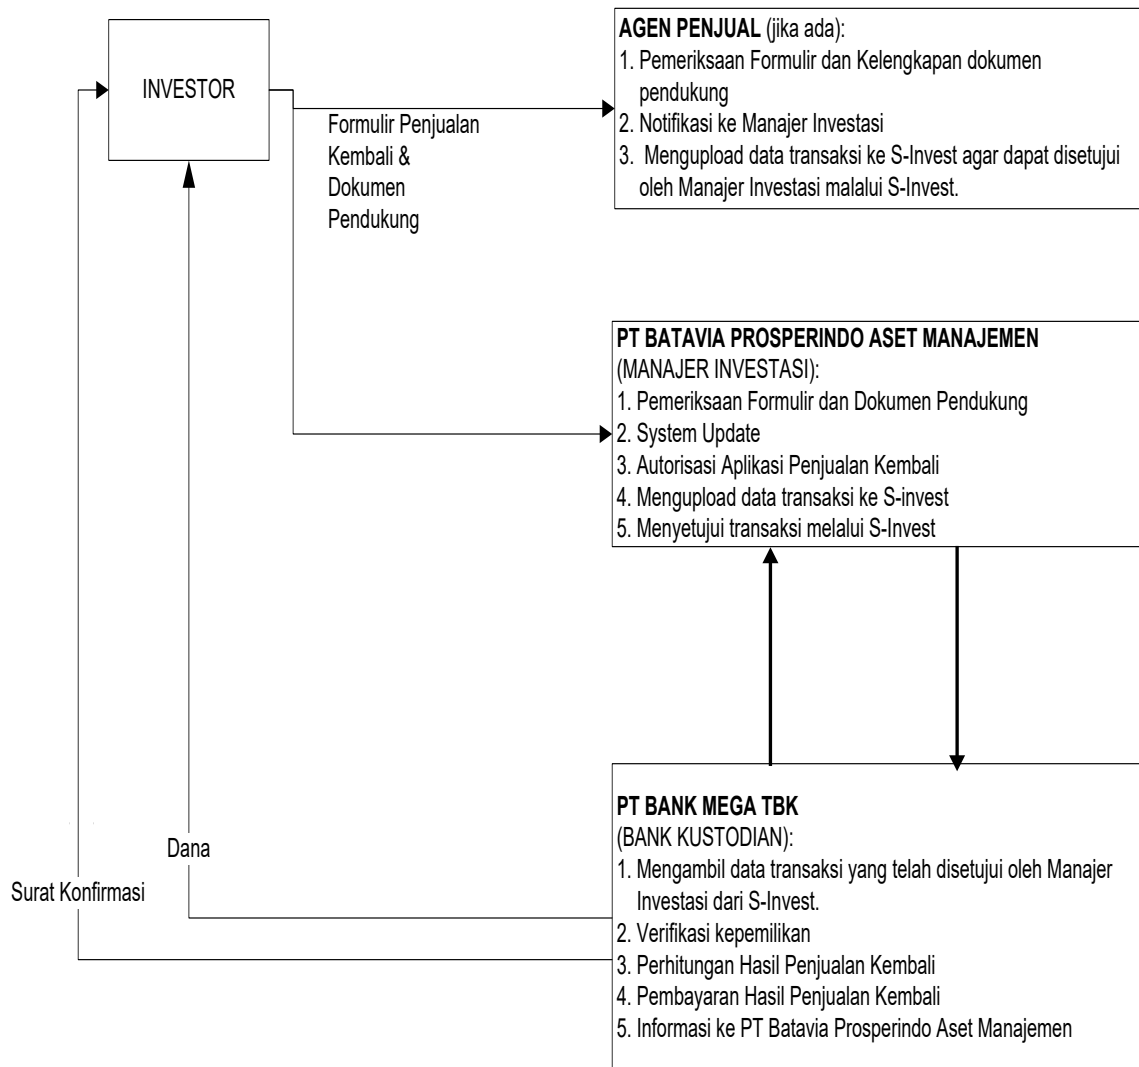 INVESTOR
Formulir Penjualan
Kembali &
Dokumen
Pendukung
AGEN PENJUAL (jika ada):
1. Pemeriksaan Formulir dan Kelengkapan dokumen
pendukung
2. Notifikasi ke Manajer Investasi
3. Mengupload data transaksi ke S-Invest agar dapat disetujui
oleh Manajer Investasi malalui S-Invest.
PT BATAVIA PROSPERINDO ASET MANAJEMEN
(MANAJER INVESTASI):
1. Pemeriksaan Formulir dan Dokumen Pendukung
2. System Update
3. Autorisasi Aplikasi Penjualan Kembali
4. Mengupload data transaksi ke S-invest
5. Menyetujui transaksi melalui S-Invest
Dana
Surat Konfirmasi
PT BANK MEGA TBK
(BANK KUSTODIAN):
1. Mengambil data transaksi yang telah disetujui oleh Manajer
Investasi dari S-Invest.
2. Verifikasi kepemilikan
3. Perhitungan Hasil Penjualan Kembali
4. Pembayaran Hasil Penjualan Kembali
5. Informasi ke PT Batavia Prosperindo Aset Manajemen